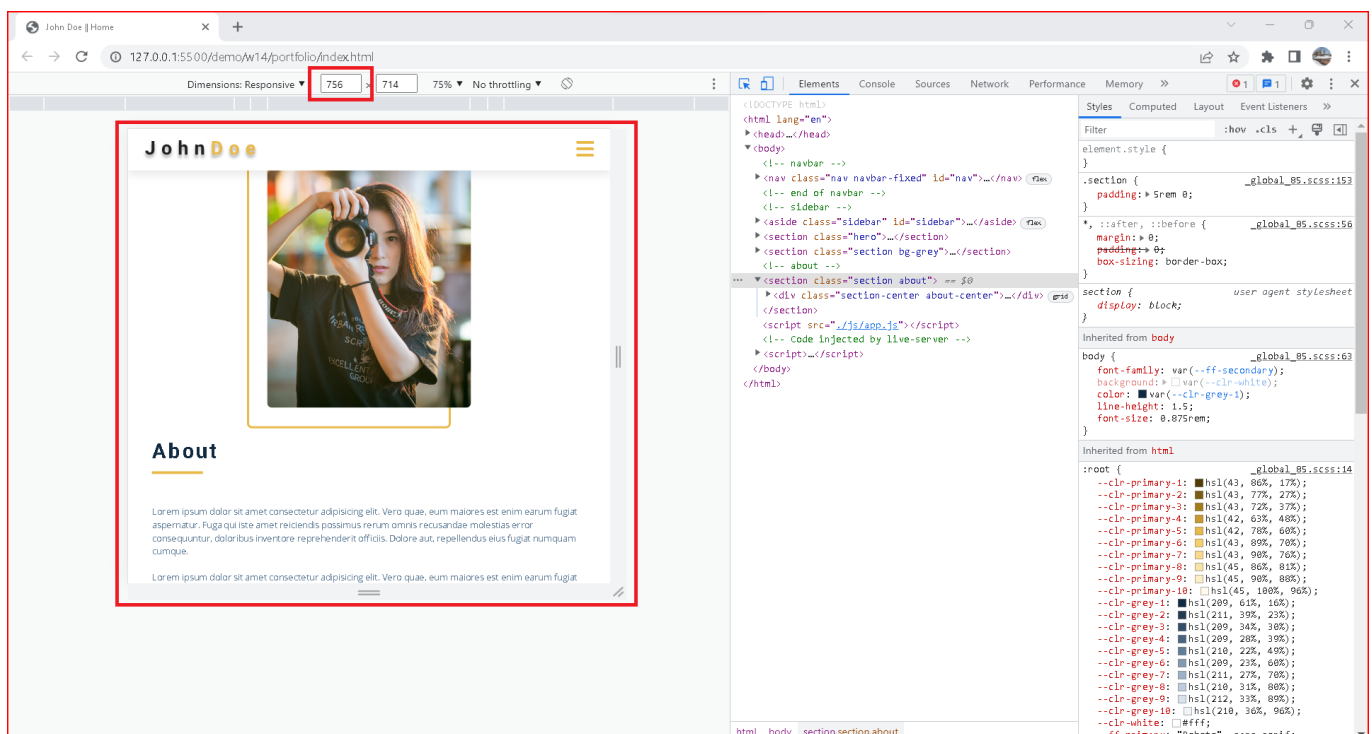 John Doe || Home
127.0.0.1:5500/demo/w14/portfolio/index.html
Dimensions: Responsive ▼ 756 x 714 75% ▼ No throttling ▼
JohnDoe
About
Lorem ipsum dolor sit amet consectetur adipisicing elit. Vero quae, eum maiores est enim earum fugiat
aspernatur. Fuga qui iste amet reiciendis possimus rerum omnis recusandae molestias error
consequuntur, doloribus inventore reprehenderit officiis. Dolore aut, repellendus eius fugiat numquam
cumque.
Lorem ipsum dolor sit amet consectetur adipisicing elit. Vero quae, eum maiores est enim earum fugiat
Elements Console Sources Network Performance Memory » 1 1
<!DOCTYPE html>
<html lang="en">
<head>…</head>
<body>
<!-- navbar -->
<nav class="nav navbar-fixed" id="nav">…</nav> flex
<!-- end of navbar -->
<!-- sidebar -->
<aside class="sidebar" id="sidebar">…</aside> flex
<section class="hero">…</section>
<section class="section bg-grey">…</section>
<!-- about -->
<section class="section about"> == $0
<div class="section-center about-center">…</div> grid
</section>
<script src="./js/app.js"></script>
<!-- Code injected by live-server -->
<script>…</script>
</body>
</html>
html body section.section.about
Styles Computed Layout Event Listeners »
Filter :hov .cls +
element.style {
}
.section { _global_05.scss:153
padding: 5rem 0;
}
*, ::after, ::before { _global_05.scss:56
margin: 0;
padding: 0;
box-sizing: border-box;
}
section { user agent stylesheet
display: block;
}
Inherited from body
body { _global_05.scss:63
font-family: var(--ff-secondary);
background: var(--clr-white);
color: var(--clr-grey-1);
line-height: 1.5;
font-size: 0.875rem;
}
Inherited from html
:root { _global_05.scss:14
--clr-primary-1: hsl(43, 86%, 17%);
--clr-primary-2: hsl(43, 77%, 27%);
--clr-primary-3: hsl(43, 72%, 37%);
--clr-primary-4: hsl(42, 63%, 48%);
--clr-primary-5: hsl(42, 78%, 60%);
--clr-primary-6: hsl(43, 89%, 70%);
--clr-primary-7: hsl(43, 90%, 76%);
--clr-primary-8: hsl(45, 86%, 81%);
--clr-primary-9: hsl(45, 90%, 88%);
--clr-primary-10: hsl(45, 100%, 96%);
--clr-grey-1: hsl(209, 61%, 16%);
--clr-grey-2: hsl(211, 39%, 23%);
--clr-grey-3: hsl(209, 34%, 30%);
--clr-grey-4: hsl(209, 28%, 39%);
--clr-grey-5: hsl(210, 22%, 49%);
--clr-grey-6: hsl(209, 23%, 60%);
--clr-grey-7: hsl(211, 27%, 70%);
--clr-grey-8: hsl(210, 31%, 80%);
--clr-grey-9: hsl(212, 33%, 89%);
--clr-grey-10: hsl(210, 36%, 96%);
--clr-white: #fff;